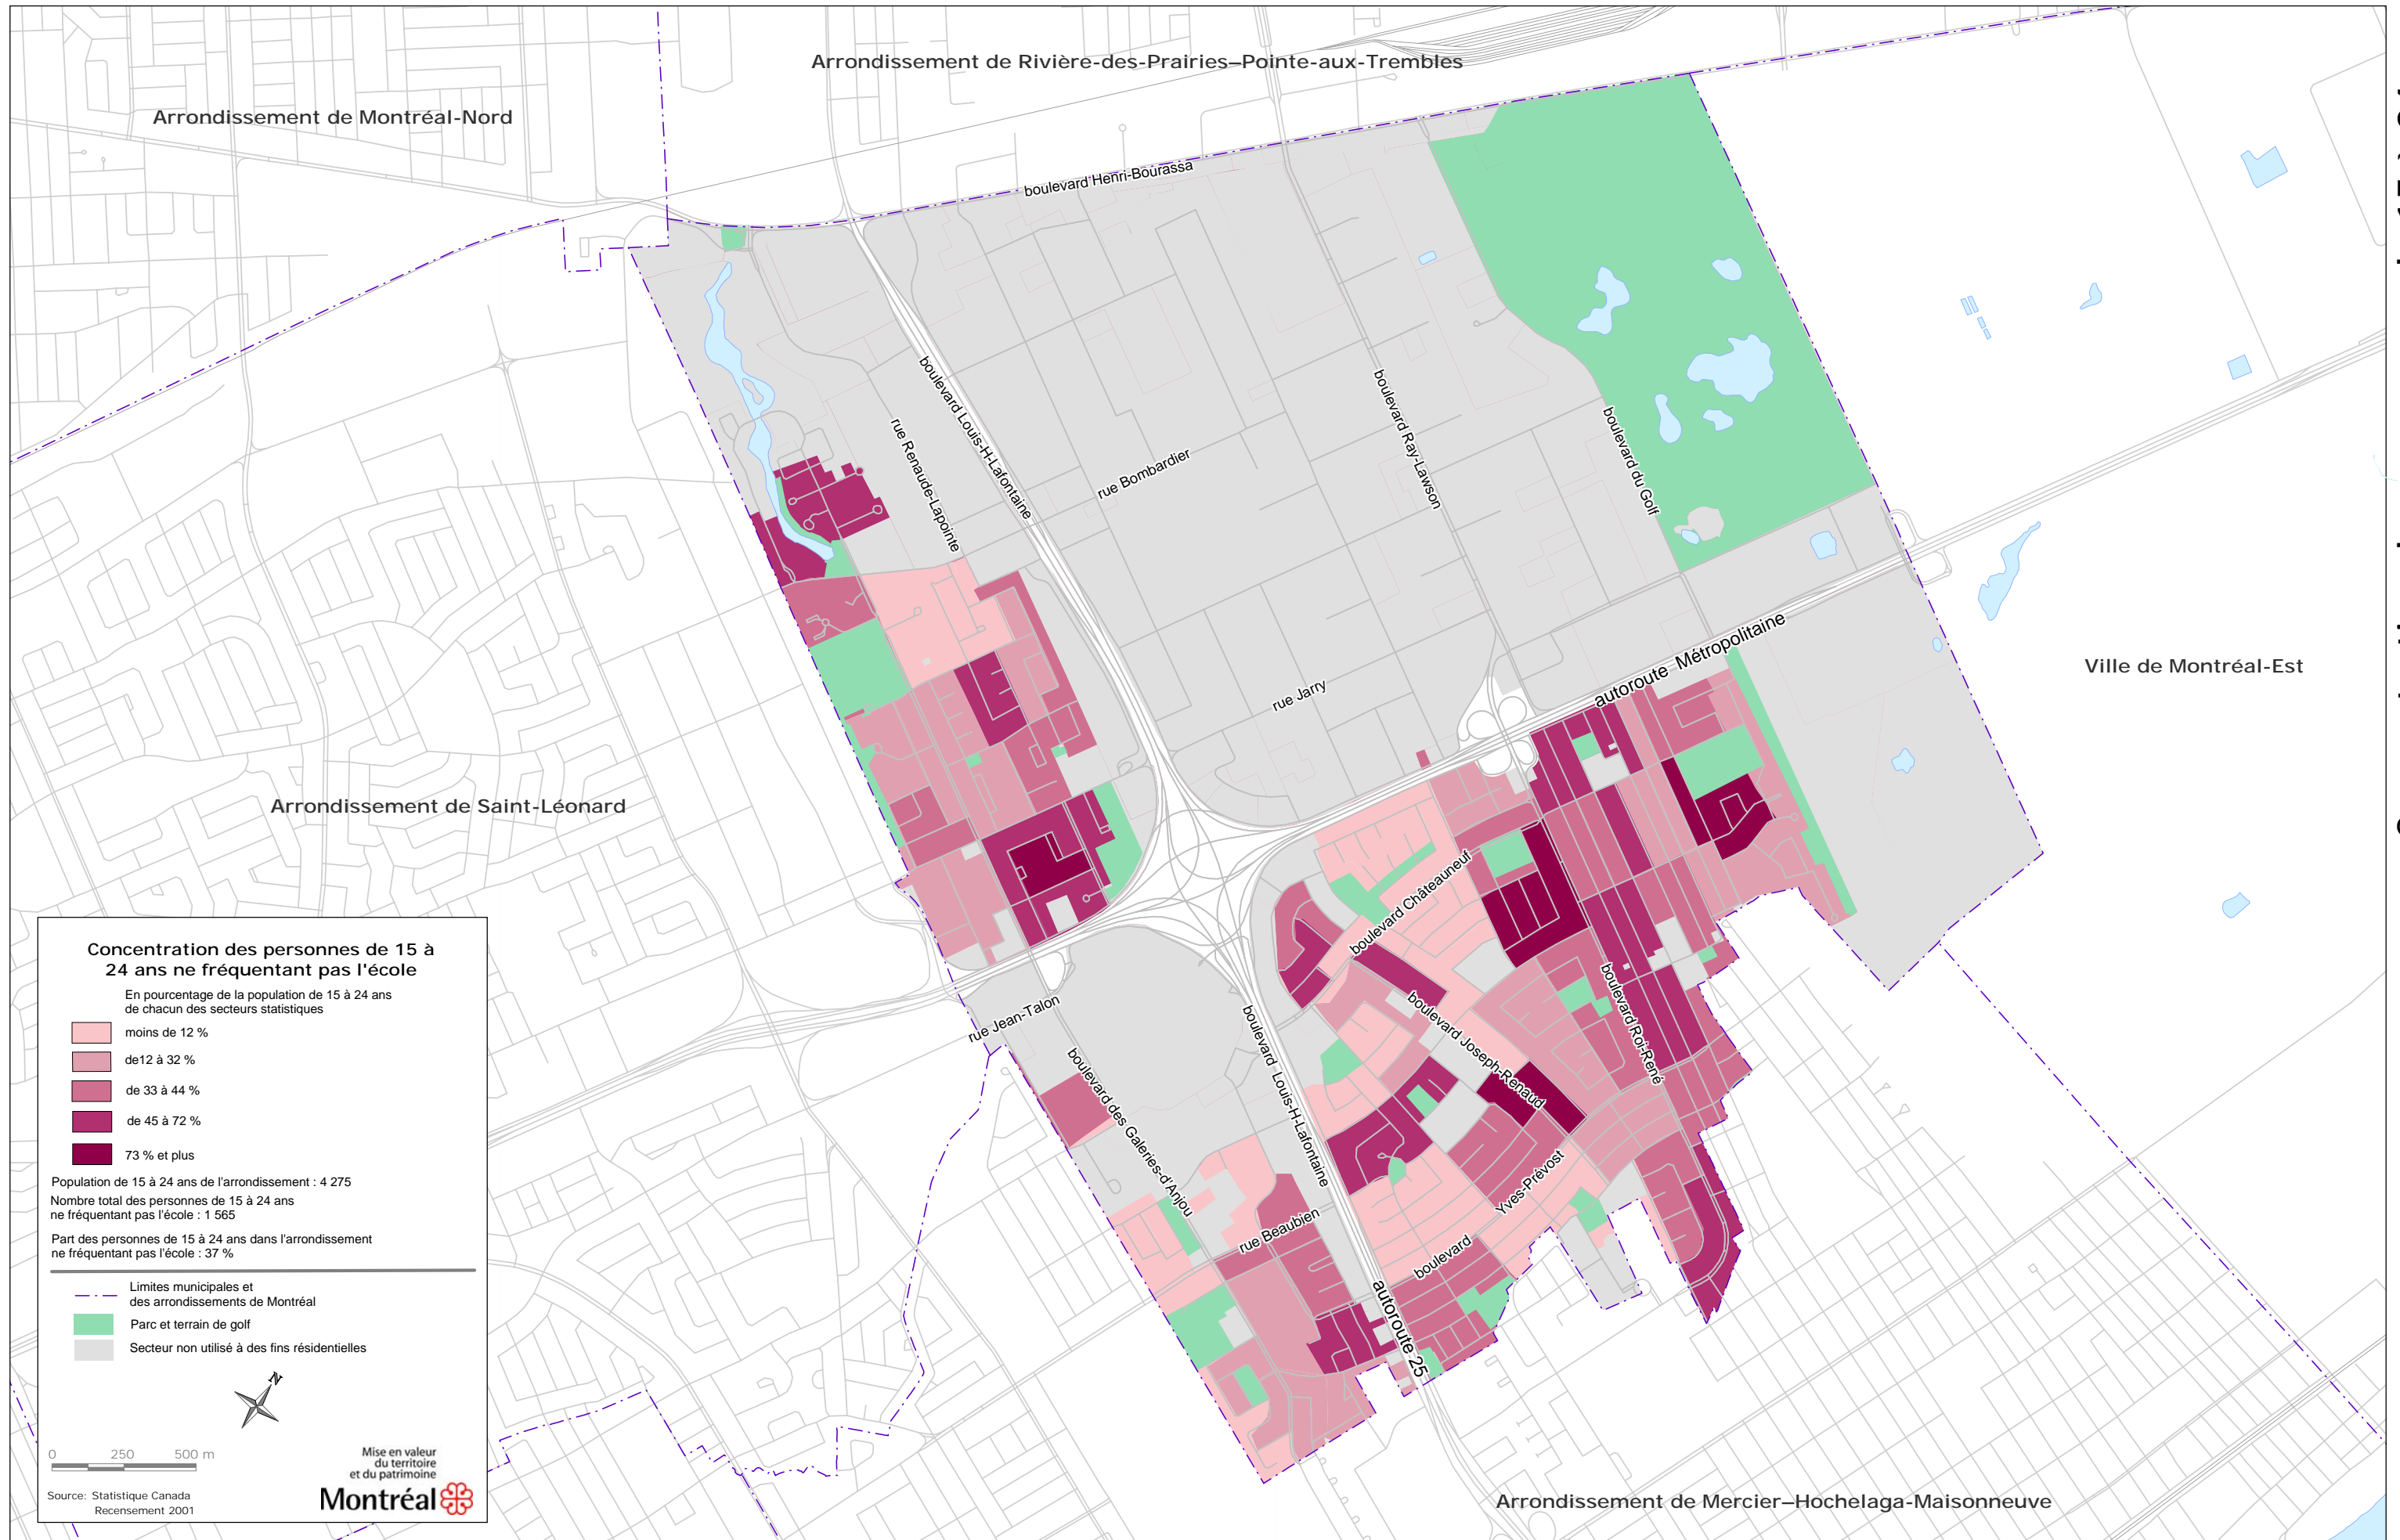 Arrondissement de Rivière-des-Prairies–Pointe-aux-Trembles
Arrondissement de Montréal-Nord
boulevard Henri-Bourassa
boulevard Louis-H-Lafontaine
rue Renaude-Lapointe
rue Bombardier
boulevard Ray-Lawson
boulevard du Golf
autoroute Métropolitaine
Ville de Montréal-Est
rue Jarry
Arrondissement de Saint-Léonard
boulevard Châteauneuf
boulevard Joseph-Renaud
boulevard Roi-René
rue Jean-Talon
boulevard des Galeries-d'Anjou
boulevard Louis-H-Lafontaine
rue Beaubien
boulevard
Yves-Prévost
autoroute 25
Arrondissement de Mercier–Hochelaga-Maisonneuve
Concentration des personnes de 15 à
24 ans ne fréquentant pas l'école
En pourcentage de la population de 15 à 24 ans
de chacun des secteurs statistiques
moins de 12 %
de12 à 32 %
de 33 à 44 %
de 45 à 72 %
73 % et plus
Population de 15 à 24 ans de l'arrondissement : 4 275
Nombre total des personnes de 15 à 24 ans
ne fréquentant pas l'école : 1 565
Part des personnes de 15 à 24 ans dans l'arrondissement
ne fréquentant pas l'école : 37 %
Limites municipales et
des arrondissements de Montréal
Parc et terrain de golf
Secteur non utilisé à des fins résidentielles
N
0 250 500 m
Mise en valeur
du territoire
et du patrimoine
Montréal
Source: Statistique Canada
Recensement 2001